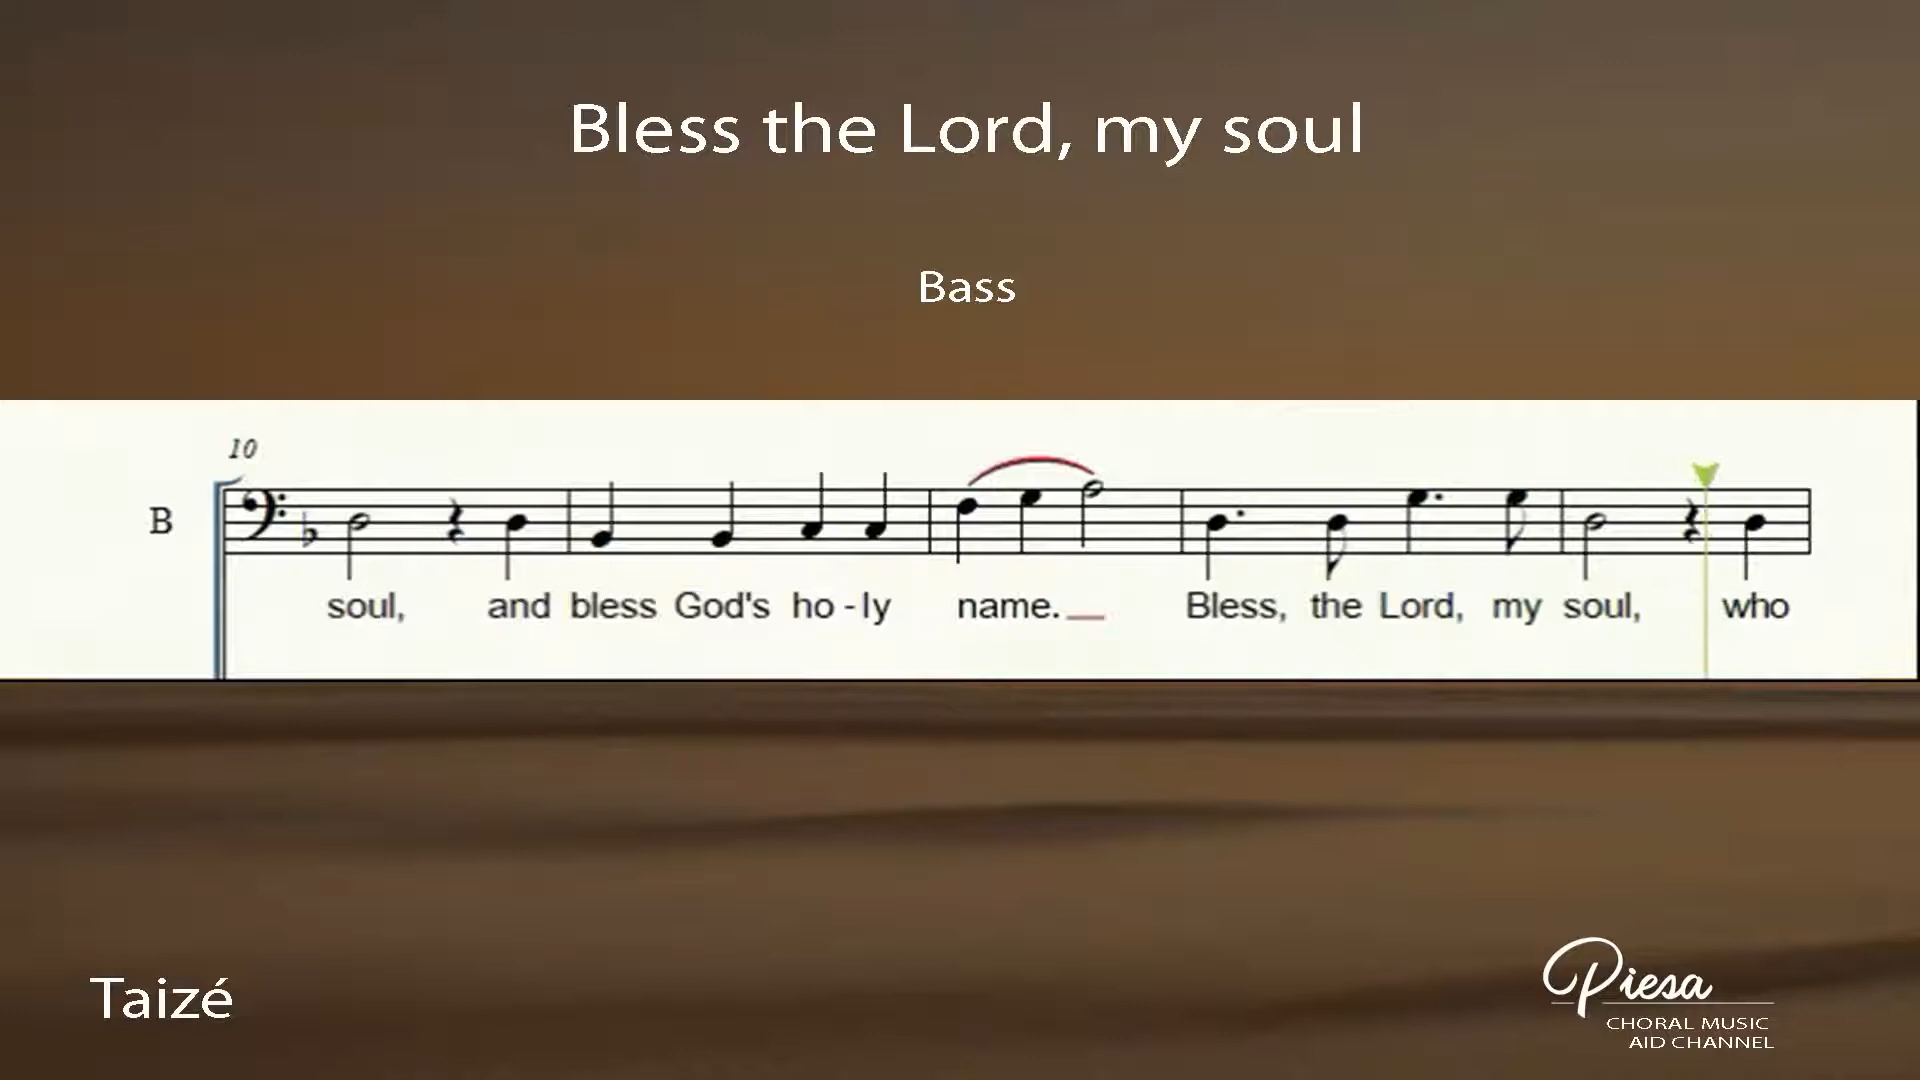 Bless the Lord, my soul
Bass
10
B
soul, and bless God's ho - ly name.__ Bless, the Lord, my soul, who
Taizé
Piesa
CHORAL MUSIC
AID CHANNEL